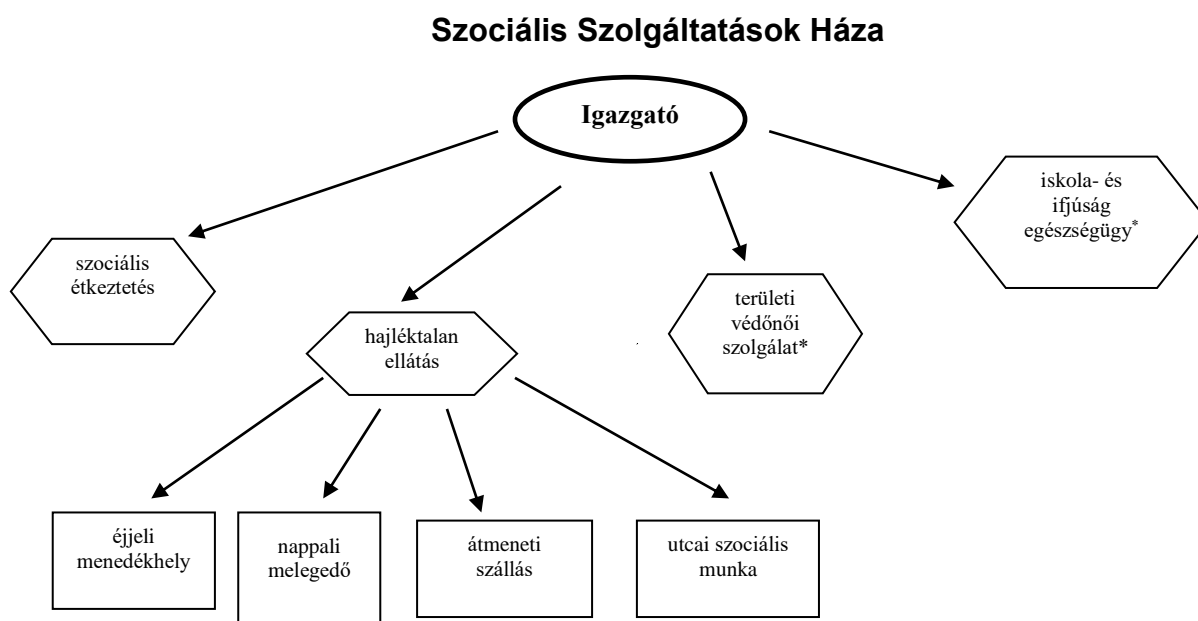 Szociális Szolgáltatások Háza
Igazgató
iskola- és
ifjúság
egészségügy*
szociális
étkeztetés
területi
védőnői
szolgálat*
hajléktalan
ellátás
éjjeli
menedékhely
nappali
melegedő
átmeneti
szállás
utcai szociális
munka